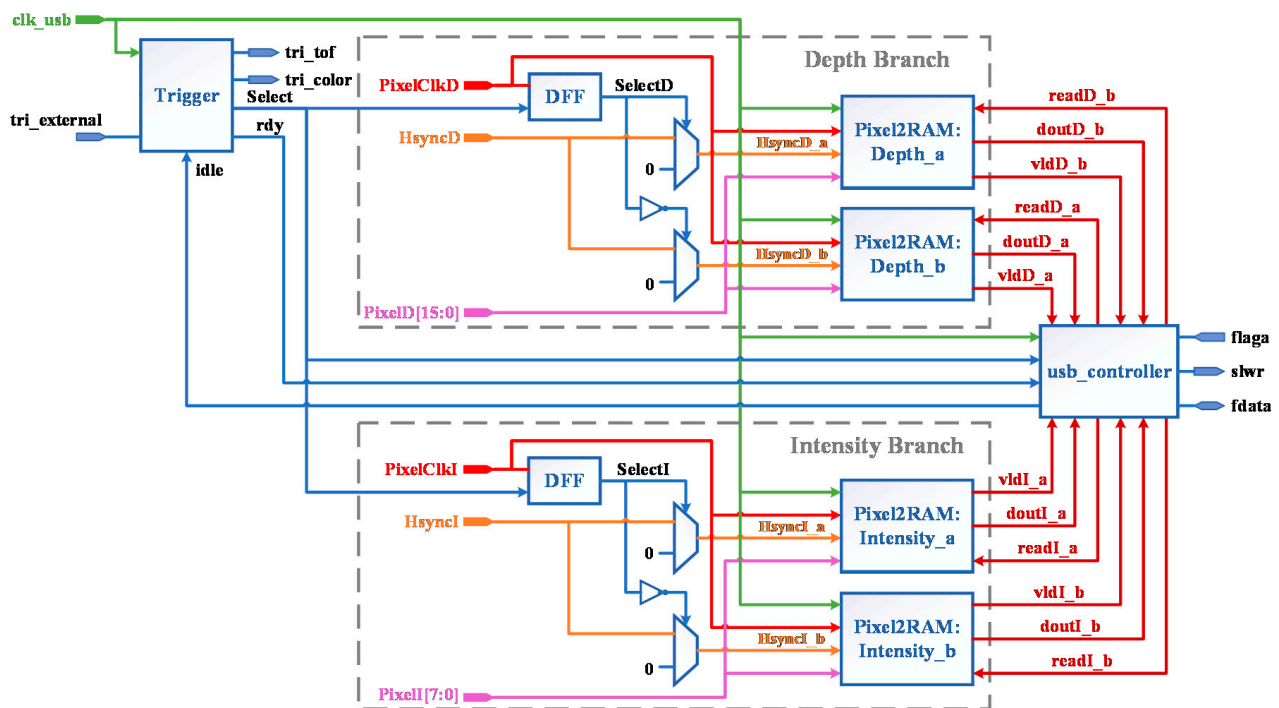 clk_usb
Trigger
tri_tof
tri_color
Select
rdy
tri_external
idle
Depth Branch
PixelClkD
DFF
SelectD
HsyncD
HsyncD_a
0
HsyncD_b
0
PixelD[15:0]
Pixel2RAM:
Depth_a
Pixel2RAM:
Depth_b
readD_b
doutD_b
vldD_b
readD_a
doutD_a
vldD_a
usb_controller
flaga
slwr
fdata
Intensity Branch
PixelClkI
DFF
SelectI
HsyncI
HsyncI_a
0
HsyncI_b
0
PixelI[7:0]
Pixel2RAM:
Intensity_a
Pixel2RAM:
Intensity_b
vldI_a
doutI_a
readI_a
vldI_b
doutI_b
readI_b